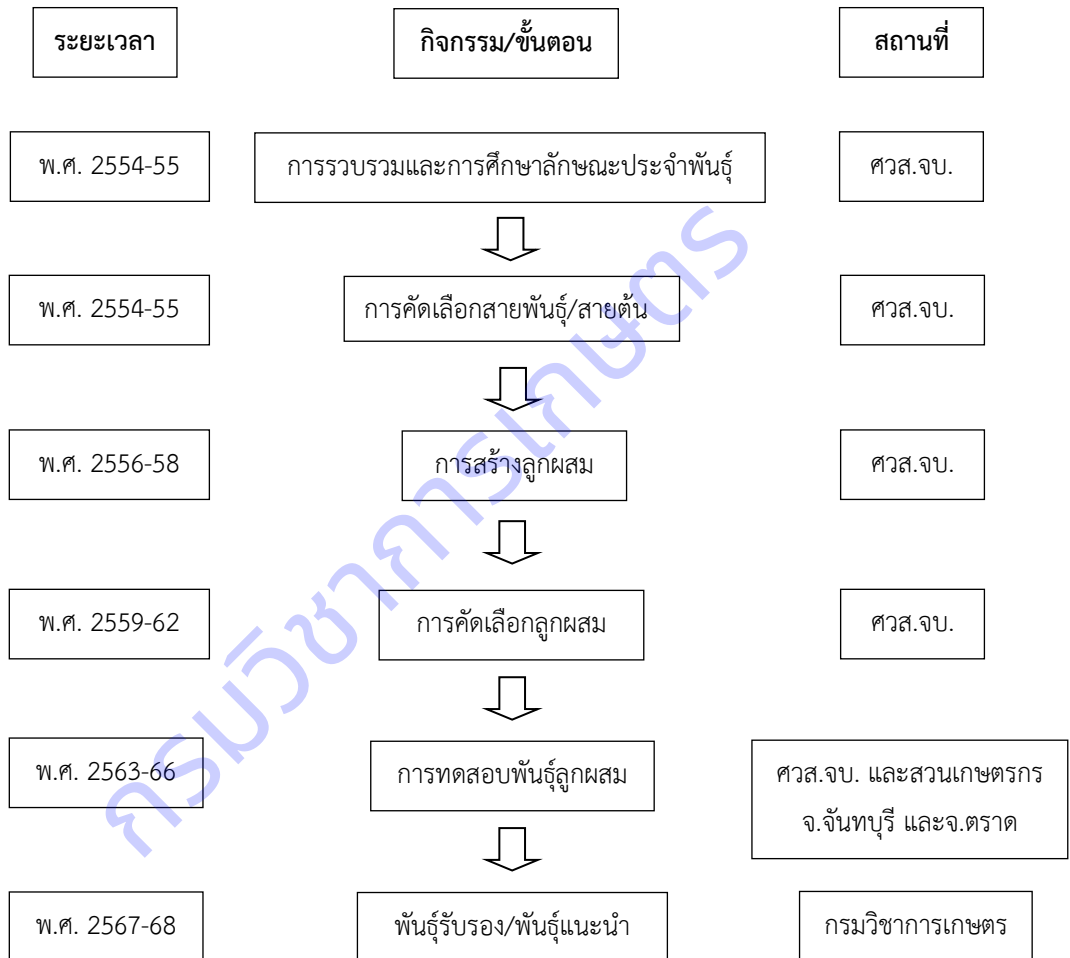 ระยะเวลา กิจกรรม/ขั้นตอน สถานที่
พ.ศ. 2554-55 การรวบรวมและการศึกษาลักษณะประจำพันธุ์ ศวส.จบ.
พ.ศ. 2554-55 การคัดเลือกสายพันธุ์/สายต้น ศวส.จบ.
พ.ศ. 2556-58 การสร้างลูกผสม ศวส.จบ.
พ.ศ. 2559-62 การคัดเลือกลูกผสม ศวส.จบ.
พ.ศ. 2563-66 การทดสอบพันธุ์ลูกผสม ศวส.จบ. และสวนเกษตรกร
จ.จันทบุรี และจ.ตราด
พ.ศ. 2567-68 พันธุ์รับรอง/พันธุ์แนะนำ กรมวิชาการเกษตร
กรมวิชาการเกษตร